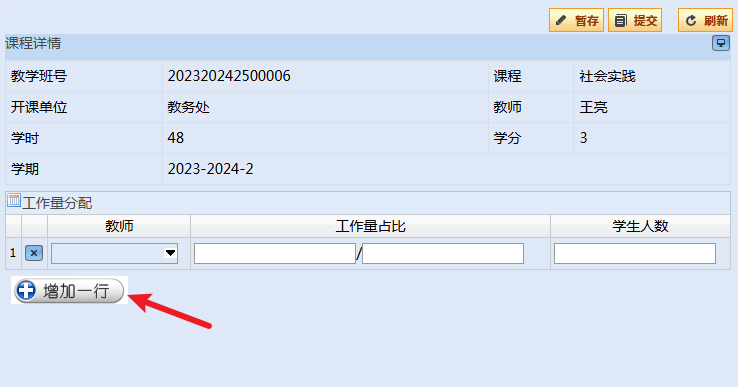 暂存 提交 刷新
课程详情
教学班号 202320242500006 课程 社会实践
开课单位 教务处 教师 王亮
学时 48 学分 3
学期 2023-2024-2
工作量分配
教师 工作量占比 学生人数
1 /
增加一行